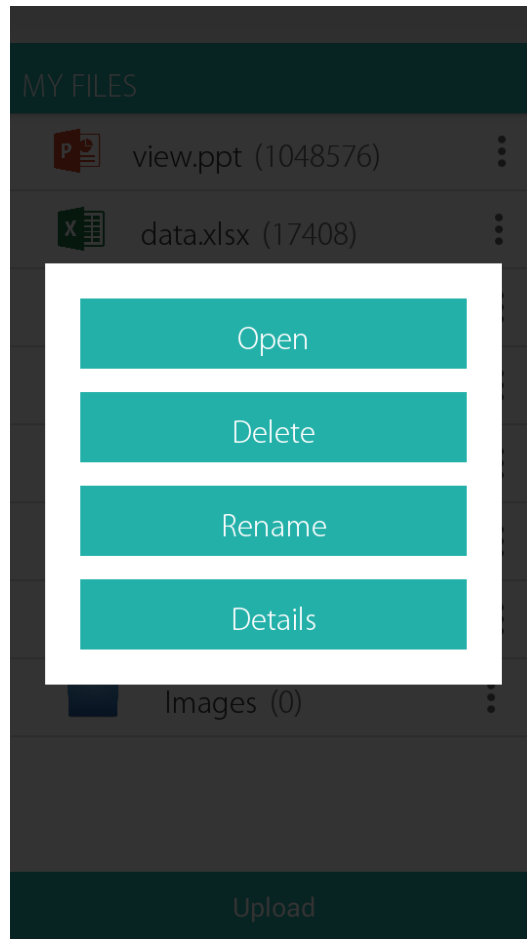 MY FILES
view.ppt (1048576)
data.xlsx (17408)
Open
Delete
Rename
Details
Images (0)
Upload